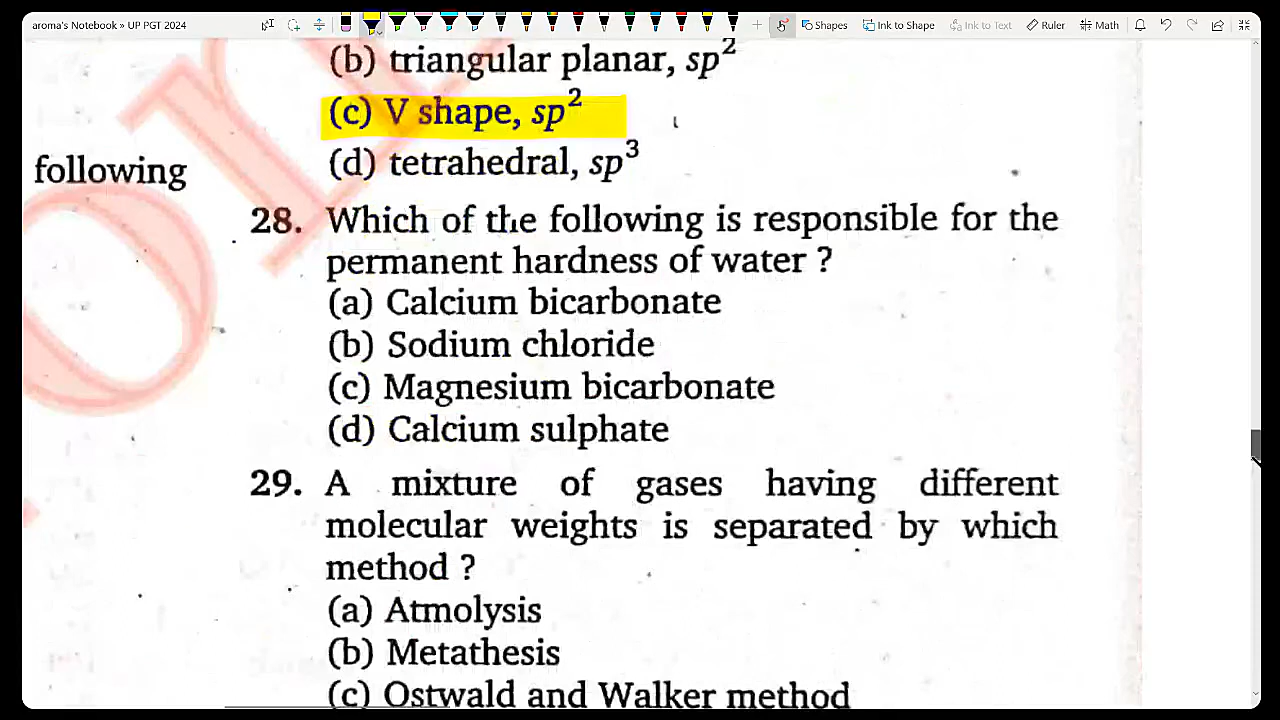 aroma's Notebook » UP PGT 2024
Shapes
Ink to Shape
Ink to Text
Ruler
Math
(b) triangular planar, sp²
(c) V shape, sp²
(d) tetrahedral, sp³
following
28. Which of the following is responsible for the
permanent hardness of water ?
(a) Calcium bicarbonate
(b) Sodium chloride
(c) Magnesium bicarbonate
(d) Calcium sulphate
29. A mixture of gases having different
molecular weights is separated by which
method ?
(a) Atmolysis
(b) Metathesis
(c) Ostwald and Walker method